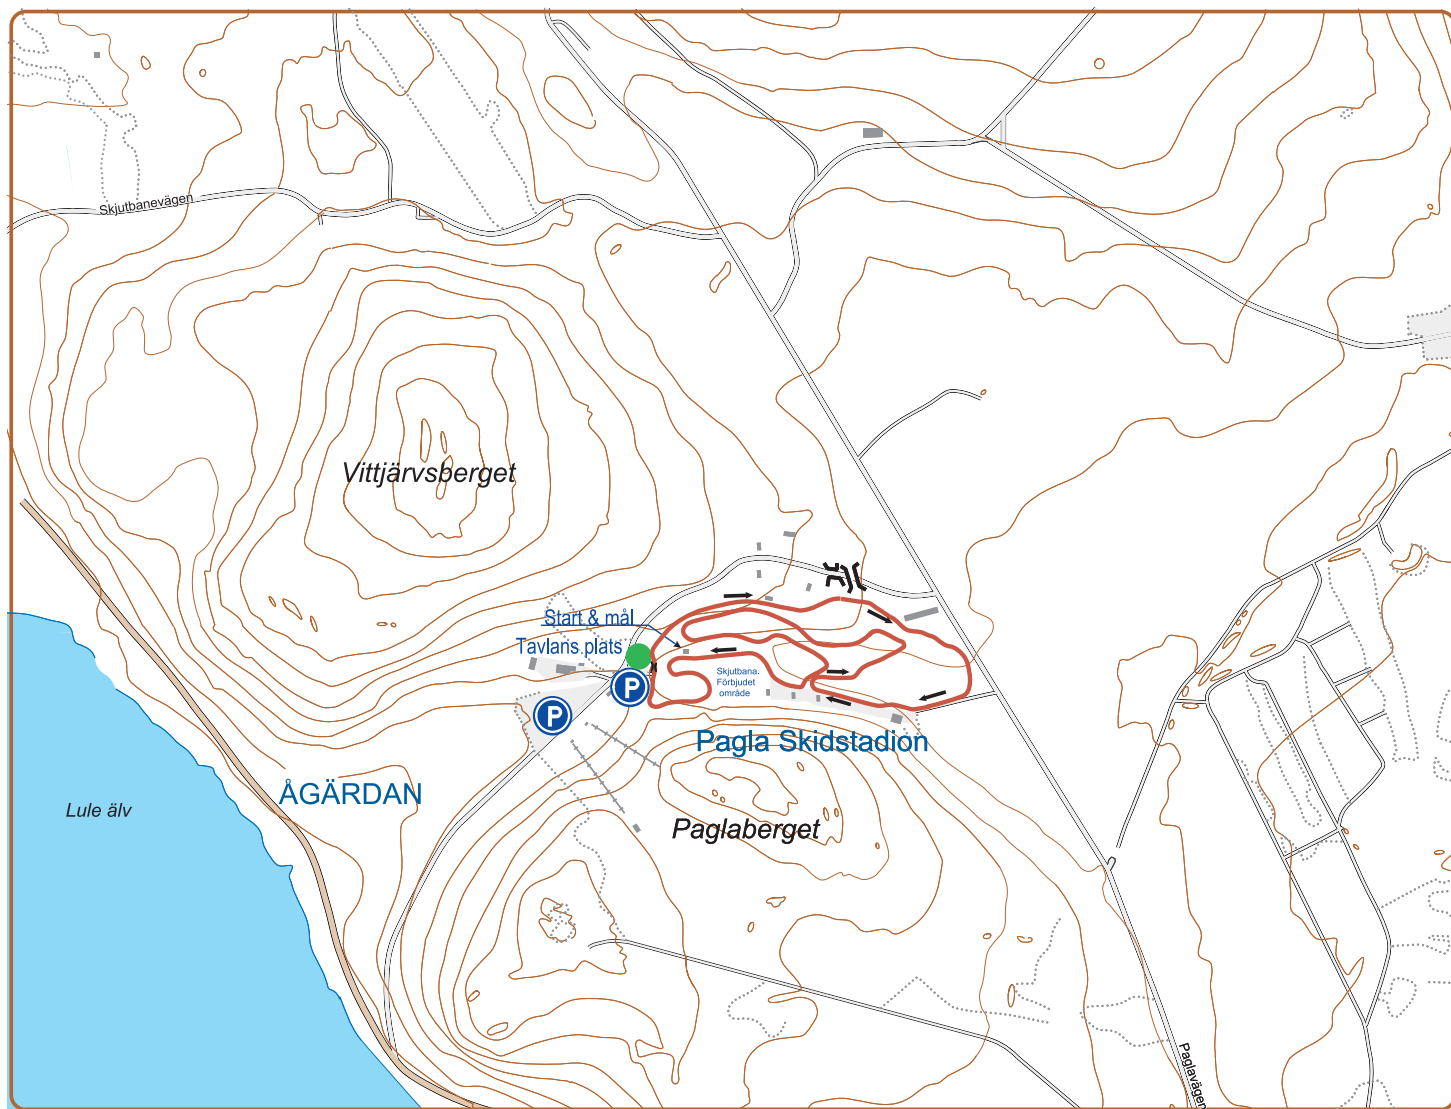 Skjutbanevägen
Vittjärvsberget
Start & mål
Tavlans plats
P
P
Skjutbana.
Förbjudet
område
Pagla Skidstadion
ÅGÄRDAN
Lule älv
Paglaberget
Paglavägen